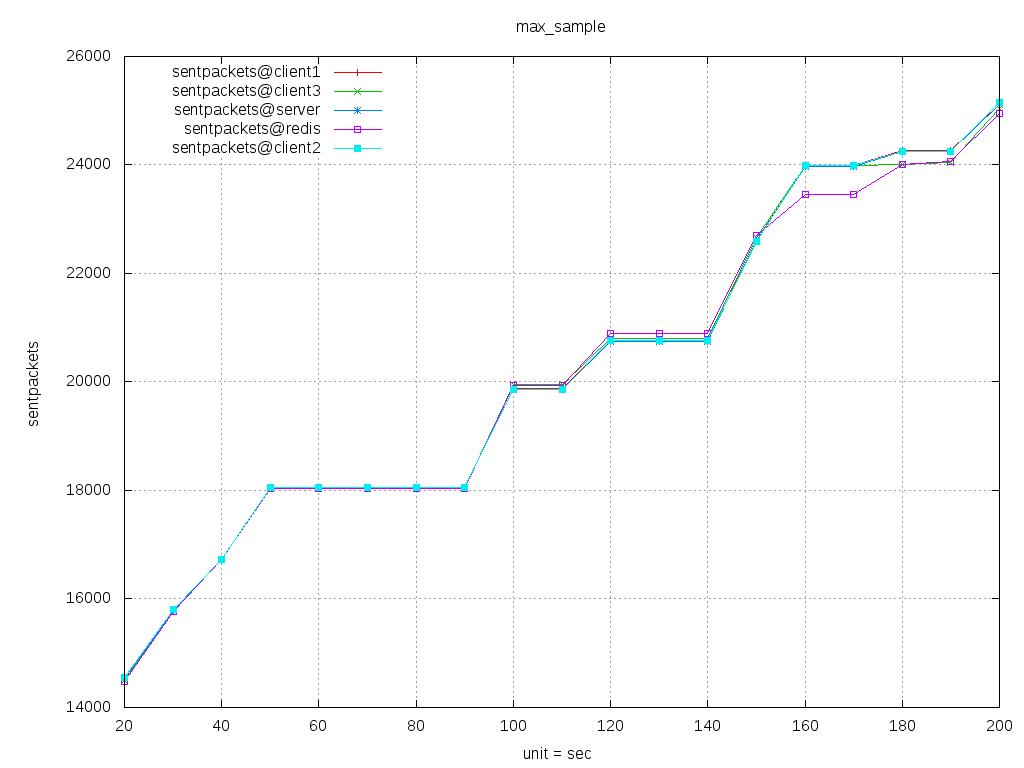 max_sample
26000
24000
22000
20000
18000
16000
14000
sentpackets
sentpackets@client1
sentpackets@client3
sentpackets@server
sentpackets@redis
sentpackets@client2
20 40 60 80 100 120 140 160 180 200
unit = sec